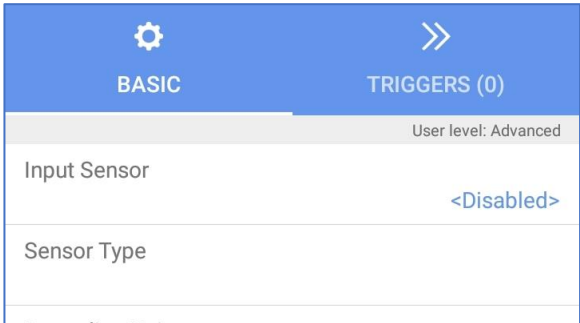 BASIC
TRIGGERS (0)
User level: Advanced
Input Sensor
<Disabled>
Sensor Type